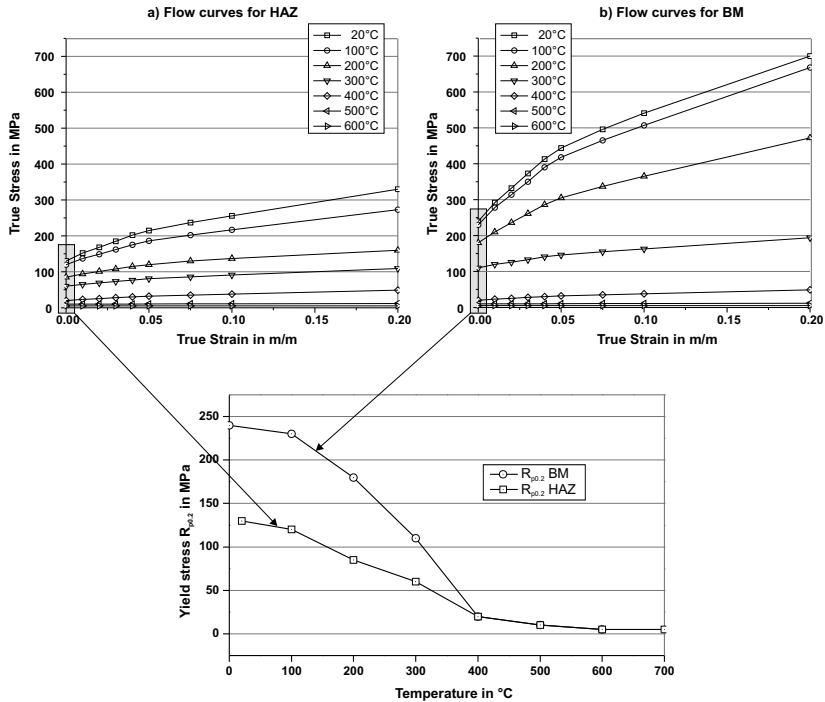 a) Flow curves for HAZ
20°C
100°C
200°C
300°C
400°C
500°C
600°C
700
600
500
400
300
200
100
0
0.00
0.05
0.10
0.15
0.20
True Stress in MPa
True Strain in m/m
b) Flow curves for BM
20°C
100°C
200°C
300°C
400°C
500°C
600°C
700
600
500
400
300
200
100
0
0.00
0.05
0.10
0.15
0.20
True Stress in MPa
True Strain in m/m
250
200
150
100
50
0
0
100
200
300
400
500
600
700
Yield stress Rp0.2 in MPa
Temperature in °C
Rp0.2 BM
Rp0.2 HAZ